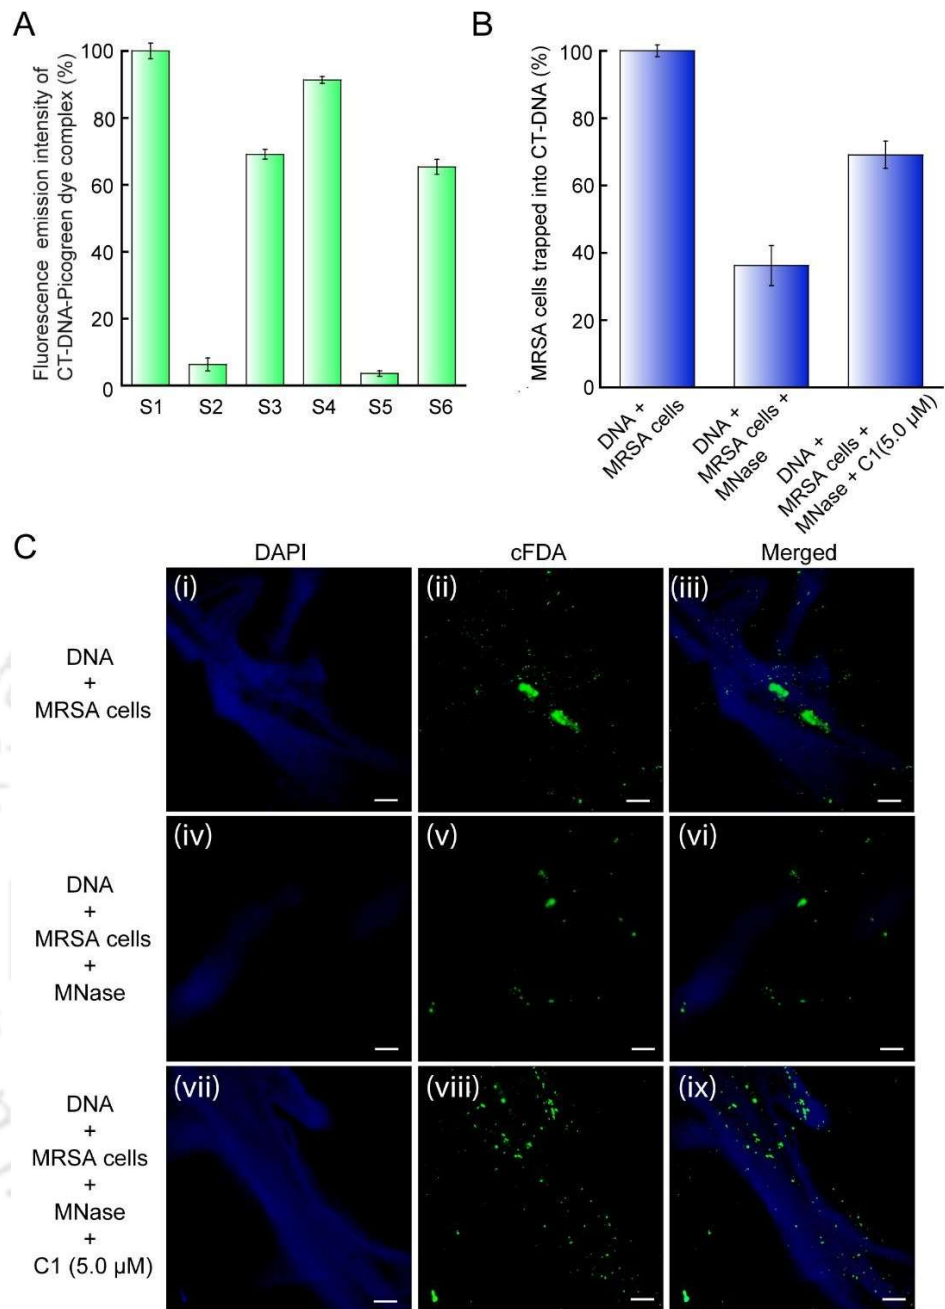 A
Fluorescence emission intensity of
CT-DNA-Picogreen dye complex (%)
100
80
60
40
20
0
S1 S2 S3 S4 S5 S6
B
MRSA cells trapped into CT-DNA (%)
100
80
60
40
20
0
DNA +
MRSA cells
DNA +
MRSA cells +
MNase
DNA +
MRSA cells +
MNase + C1(5.0 µM)
C
DAPI cFDA Merged
DNA
+
MRSA cells
(i) (ii) (iii)
DNA
+
MRSA cells
+
MNase
(iv) (v) (vi)
DNA
+
MRSA cells
+
MNase
+
C1 (5.0 µM)
(vii) (viii) (ix)